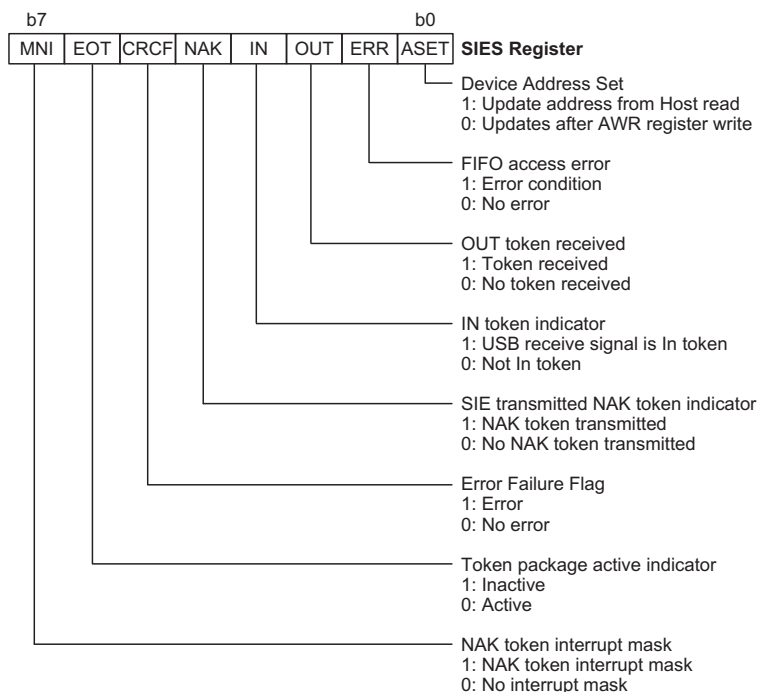 b7 b0
MNI EOT CRCF NAK IN OUT ERR ASET SIES Register
Device Address Set
1: Update address from Host read
0: Updates after AWR register write
FIFO access error
1: Error condition
0: No error
OUT token received
1: Token received
0: No token received
IN token indicator
1: USB receive signal is In token
0: Not In token
SIE transmitted NAK token indicator
1: NAK token transmitted
0: No NAK token transmitted
Error Failure Flag
1: Error
0: No error
Token package active indicator
1: Inactive
0: Active
NAK token interrupt mask
1: NAK token interrupt mask
0: No interrupt mask